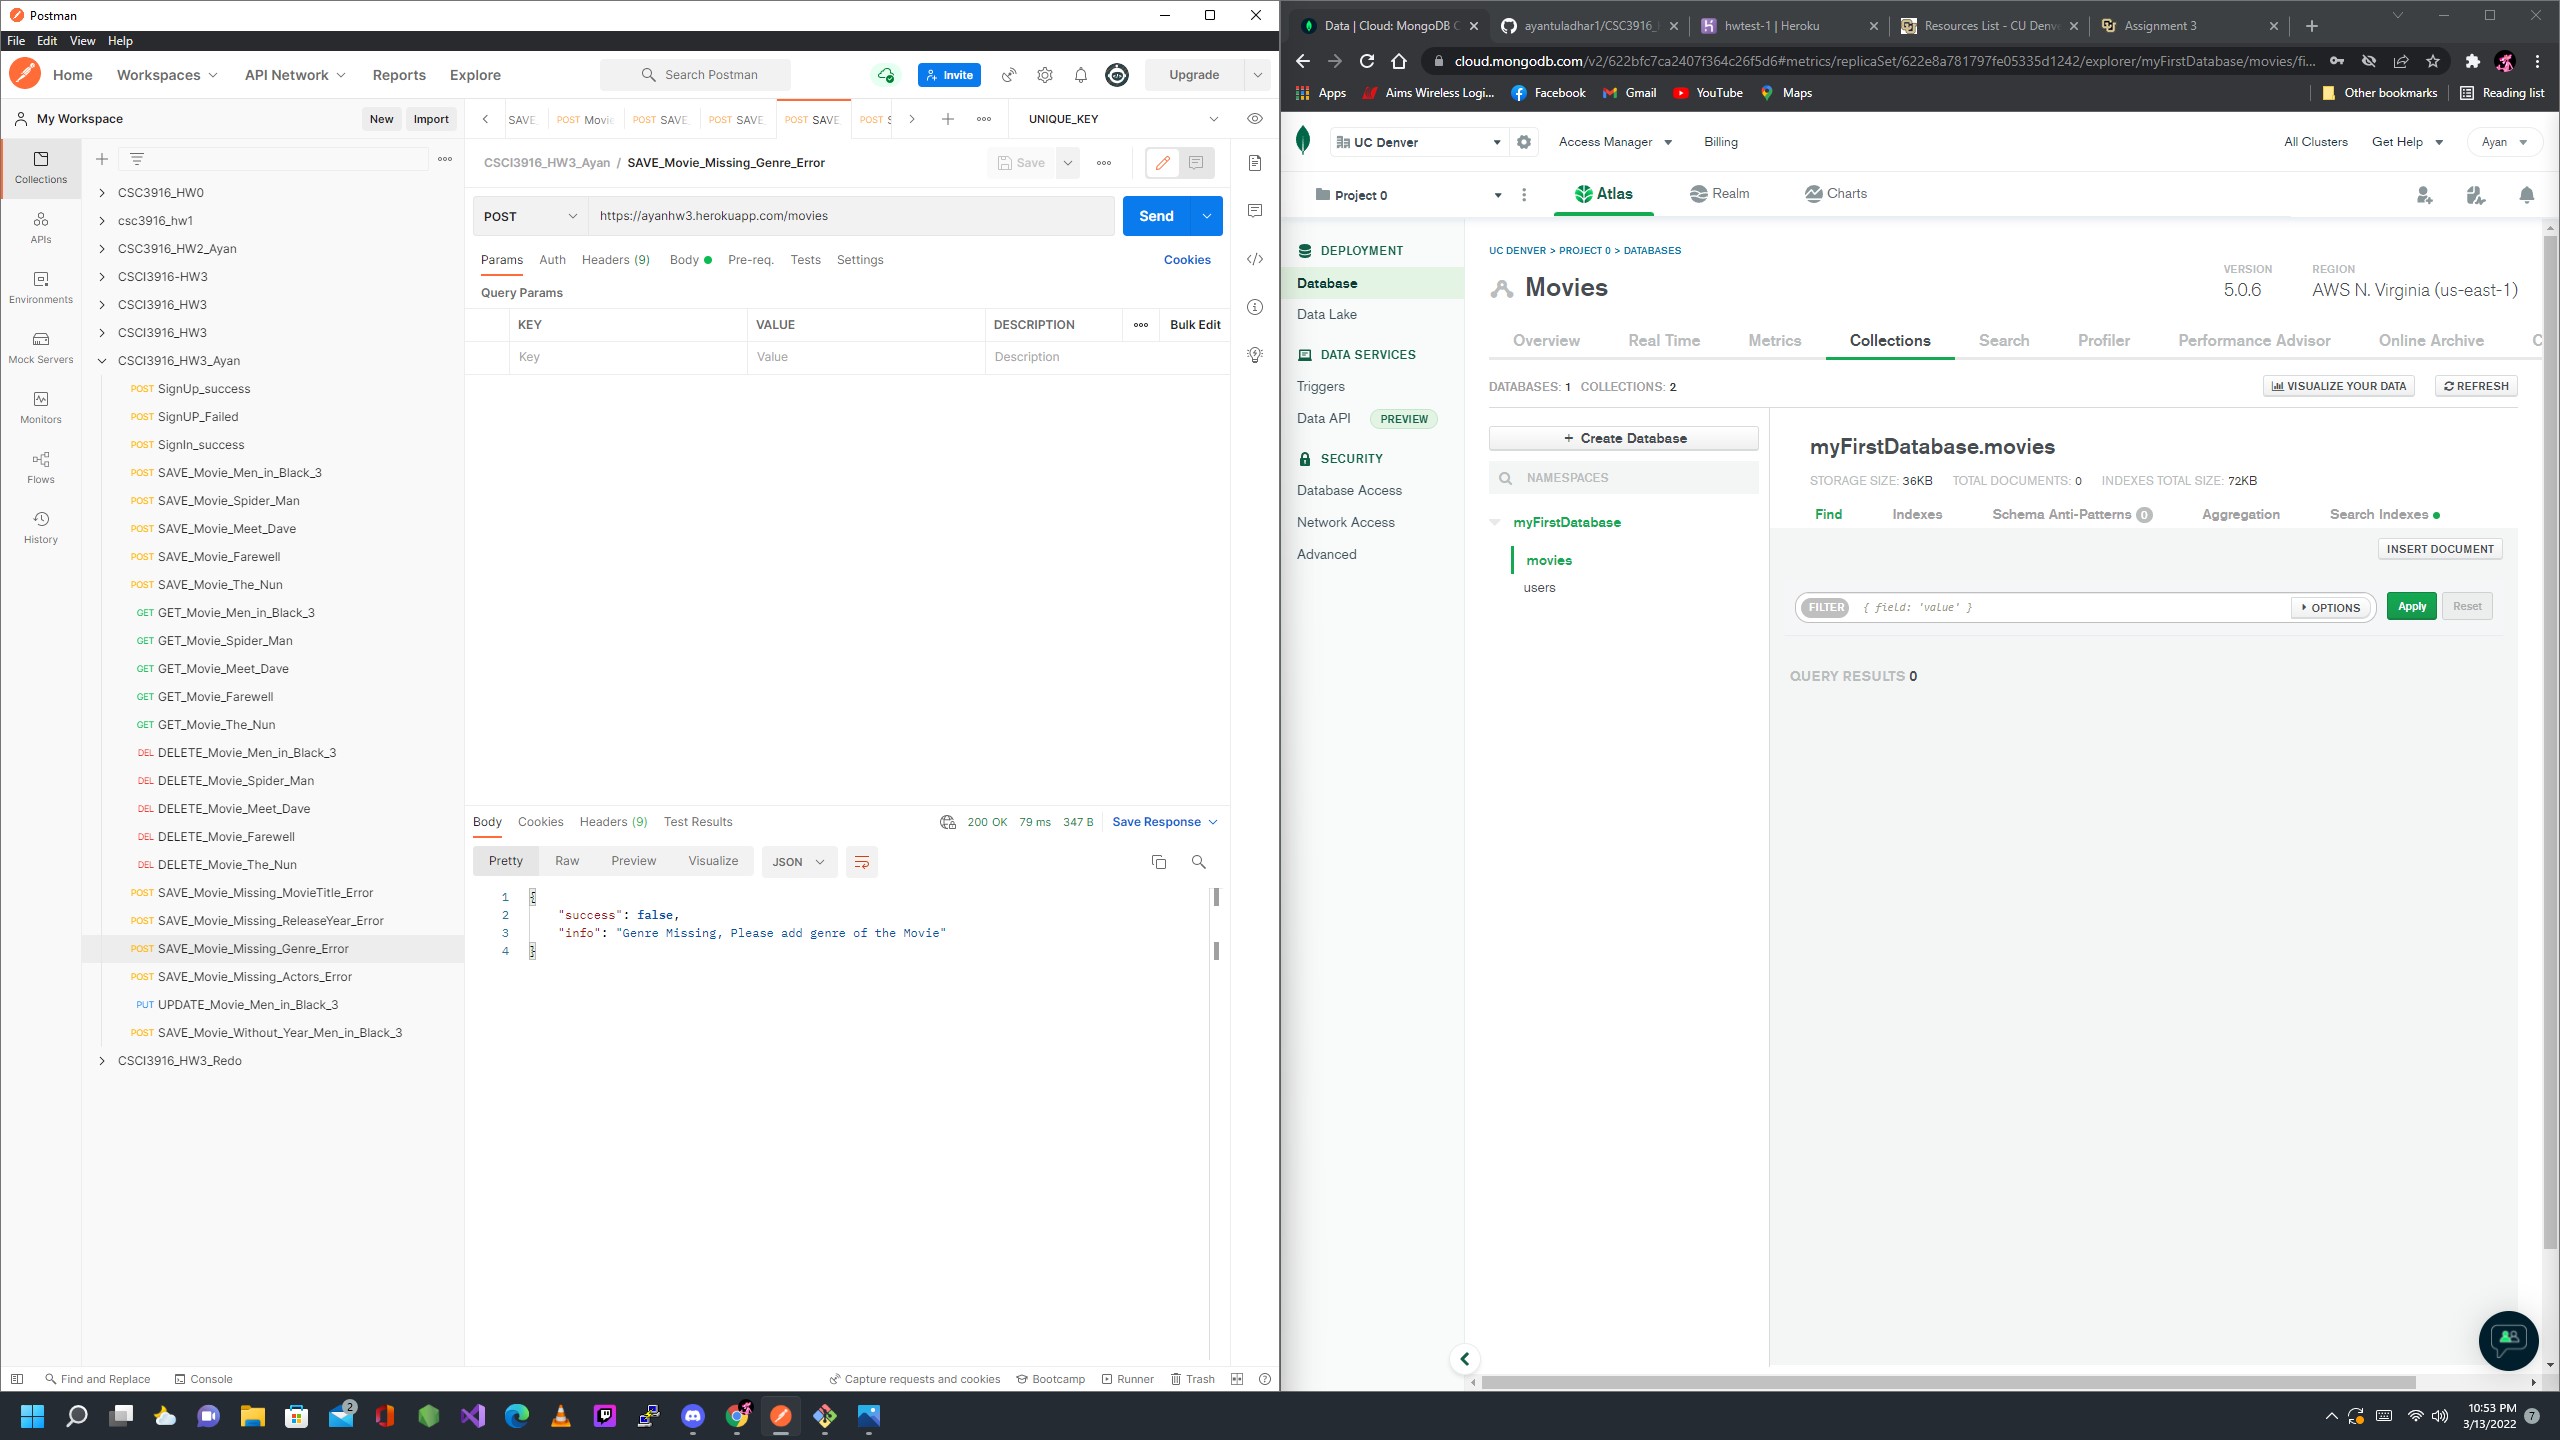 Postman
File Edit View Help
Home Workspaces API Network Reports Explore Search Postman Invite Upgrade
My Workspace New Import
SAVE. POST Movi POST SAVE. POST SAVE. POST SAVE. POST S UNIQUE_KEY
Collections
APIs
Environments
Mock Servers
Monitors
Flows
History
CSC3916_HW0
csc3916_hw1
CSC3916_HW2_Ayan
CSCI3916-HW3
CSCI3916_HW3
CSCI3916_HW3
CSCI3916_HW3_Ayan
POST SignUp_success
POST SignUP_Failed
POST SignIn_success
POST SAVE_Movie_Men_in_Black_3
POST SAVE_Movie_Spider_Man
POST SAVE_Movie_Meet_Dave
POST SAVE_Movie_Farewell
POST SAVE_Movie_The_Nun
GET GET_Movie_Men_in_Black_3
GET GET_Movie_Spider_Man
GET GET_Movie_Meet_Dave
GET GET_Movie_Farewell
GET GET_Movie_The_Nun
DEL DELETE_Movie_Men_in_Black_3
DEL DELETE_Movie_Spider_Man
DEL DELETE_Movie_Meet_Dave
DEL DELETE_Movie_Farewell
DEL DELETE_Movie_The_Nun
POST SAVE_Movie_Missing_MovieTitle_Error
POST SAVE_Movie_Missing_ReleaseYear_Error
POST SAVE_Movie_Missing_Genre_Error
POST SAVE_Movie_Missing_Actors_Error
PUT UPDATE_Movie_Men_in_Black_3
POST SAVE_Movie_Without_Year_Men_in_Black_3
CSCI3916_HW3_Redo
CSCI3916_HW3_Ayan / SAVE_Movie_Missing_Genre_Error Save
POST https://ayanhw3.herokuapp.com/movies Send
Params Auth Headers (9) Body Pre-req. Tests Settings Cookies
Query Params
KEY VALUE DESCRIPTION Bulk Edit
Key Value Description
Body Cookies Headers (9) Test Results 200 OK 79 ms 347 B Save Response
Pretty Raw Preview Visualize JSON
1 {
2 "success": false,
3 "info": "Genre Missing, Please add genre of the Movie"
4 }
Find and Replace Console Capture requests and cookies Bootcamp Runner Trash
Data | Cloud: MongoDB C ayantuladhar1/CSC3916_ hwtest-1 | Heroku Resources List - CU Denv Assignment 3
cloud.mongodb.com/v2/622bfc7ca2407f364c26f5d6#metrics/replicaSet/622e8a781797fe05335d1242/explorer/myFirstDatabase/movies/fi...
Apps Aims Wireless Logi... Facebook Gmail YouTube Maps Other bookmarks Reading list
UC Denver Access Manager Billing All Clusters Get Help Ayan
Project 0 Atlas Realm Charts
DEPLOYMENT
Database
Data Lake
DATA SERVICES
Triggers
Data API PREVIEW
SECURITY
Database Access
Network Access
Advanced
UC DENVER > PROJECT 0 > DATABASES
Movies
VERSION REGION
5.0.6 AWS N. Virginia (us-east-1)
Overview Real Time Metrics Collections Search Profiler Performance Advisor Online Archive C
DATABASES: 1 COLLECTIONS: 2 VISUALIZE YOUR DATA REFRESH
+ Create Database
NAMESPACES
myFirstDatabase
movies
users
myFirstDatabase.movies
STORAGE SIZE: 36KB TOTAL DOCUMENTS: 0 INDEXES TOTAL SIZE: 72KB
Find Indexes Schema Anti-Patterns 0 Aggregation Search Indexes
INSERT DOCUMENT
FILTER { field: 'value' } OPTIONS Apply Reset
QUERY RESULTS 0
2
10:53 PM
3/13/2022 7